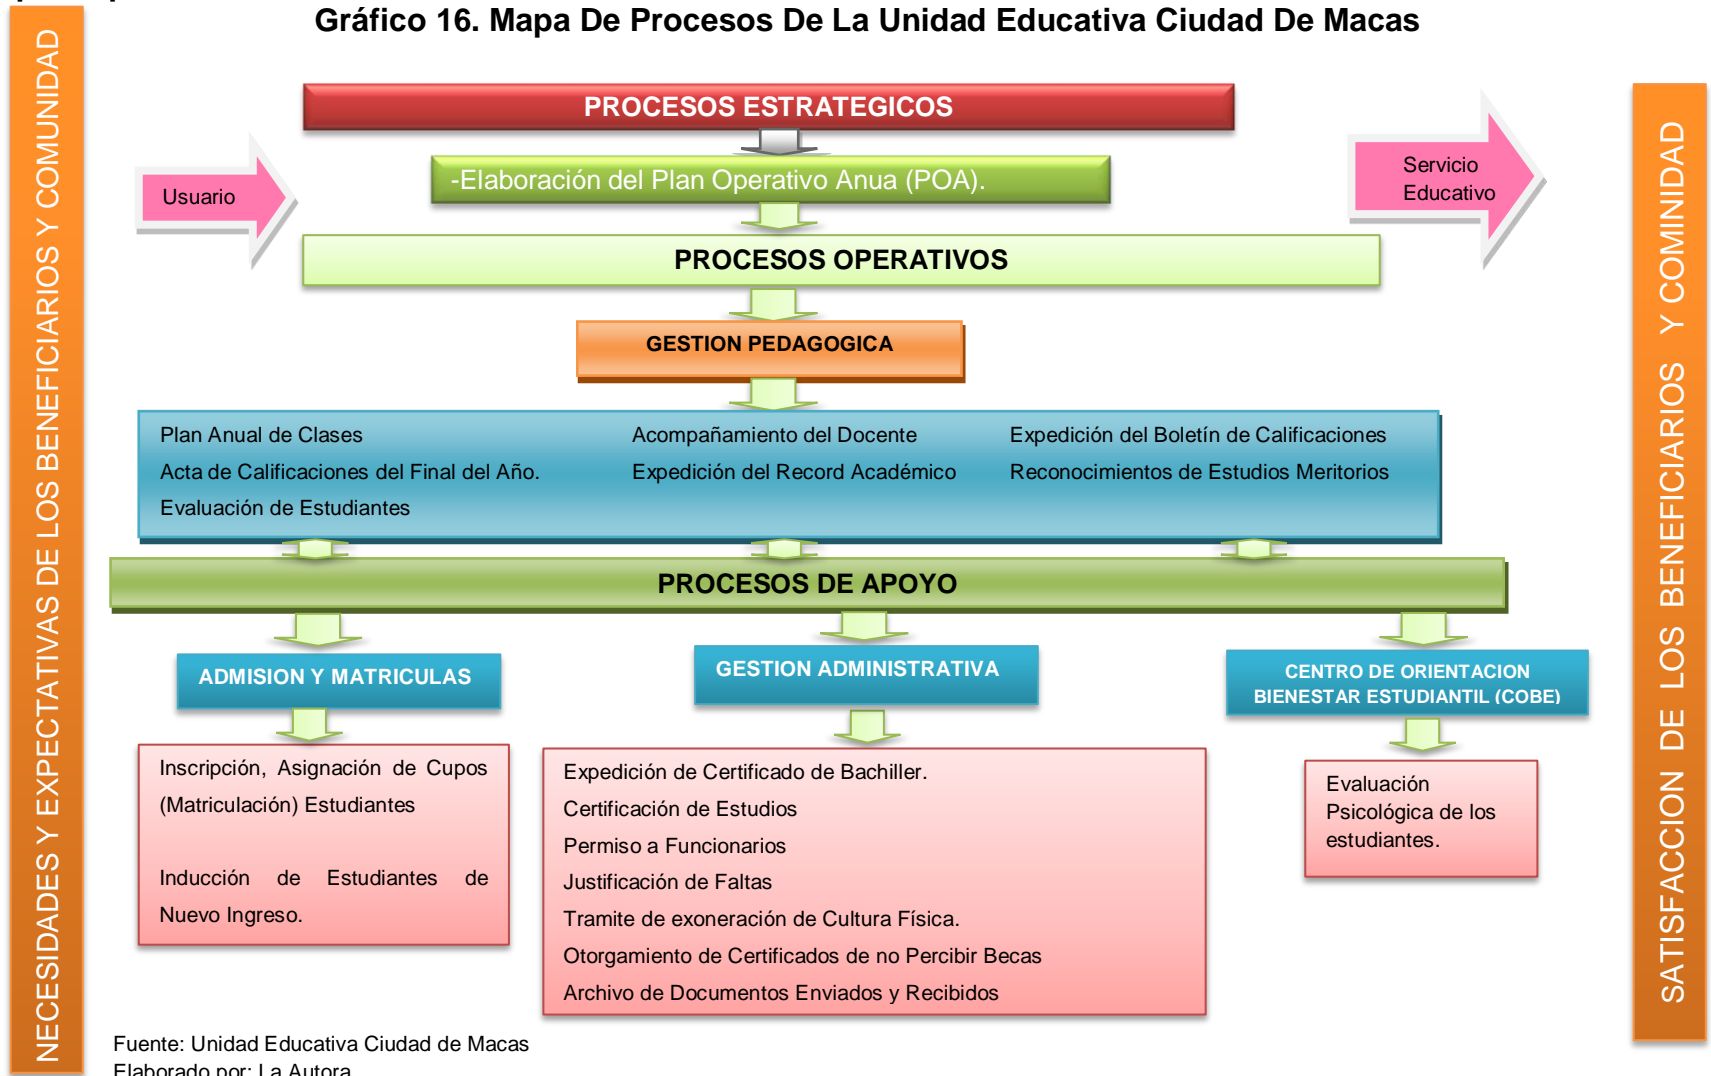 Gráfico 16. Mapa De Procesos De La Unidad Educativa Ciudad De Macas
NECESIDADES Y EXPECTATIVAS DE LOS BENEFICIARIOS Y COMUNIDAD
PROCESOS ESTRATEGICOS
-Elaboración del Plan Operativo Anua (POA).
Usuario
Servicio
Educativo
PROCESOS OPERATIVOS
GESTION PEDAGOGICA
Plan Anual de Clases
Acompañamiento del Docente
Expedición del Boletín de Calificaciones
Acta de Calificaciones del Final del Año.
Expedición del Record Académico
Reconocimientos de Estudios Meritorios
Evaluación de Estudiantes
PROCESOS DE APOYO
ADMISION Y MATRICULAS
Inscripción, Asignación de Cupos
(Matriculación) Estudiantes
Inducción de Estudiantes de
Nuevo Ingreso.
GESTION ADMINISTRATIVA
Expedición de Certificado de Bachiller.
Certificación de Estudios
Permiso a Funcionarios
Justificación de Faltas
Tramite de exoneración de Cultura Física.
Otorgamiento de Certificados de no Percibir Becas
Archivo de Documentos Enviados y Recibidos
CENTRO DE ORIENTACION
BIENESTAR ESTUDIANTIL (COBE)
Evaluación
Psicológica de los
estudiantes.
SATISFACCION DE LOS BENEFICIARIOS Y COMINIDAD
Fuente: Unidad Educativa Ciudad de Macas
Elaborado por: La Autora